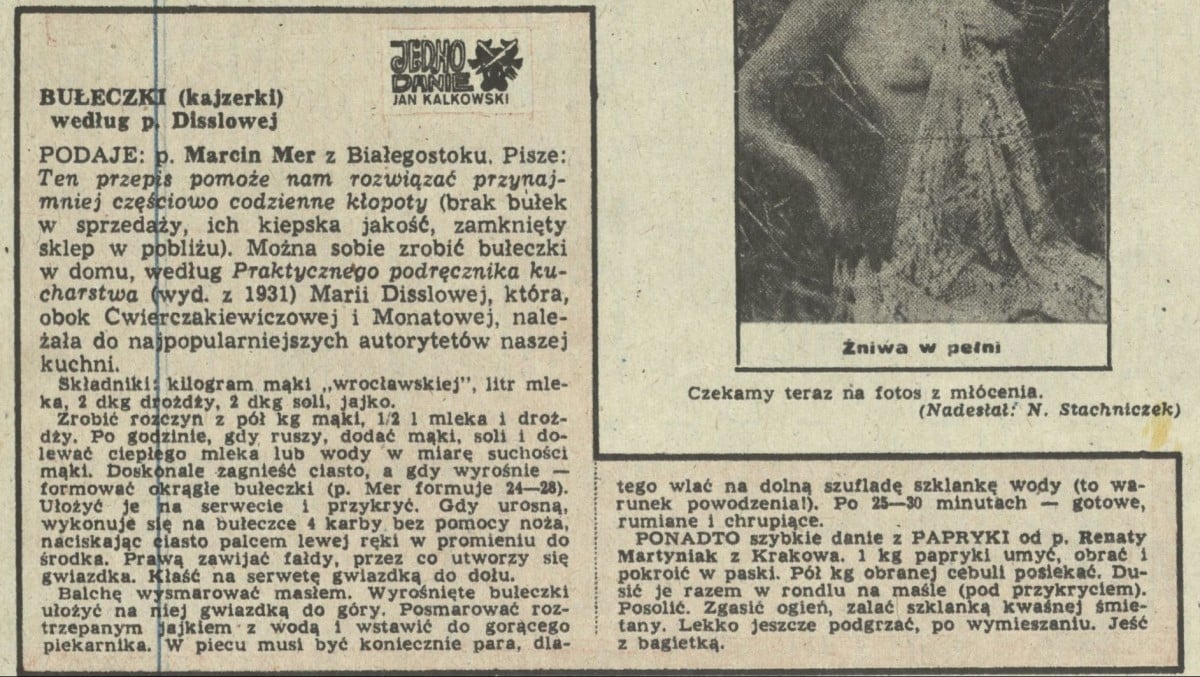 JEDNO
DANIE
JAN KALKOWSKI
BUŁECZKI (kajzerki)
według p. Disslowej
PODAJE: p. Marcin Mer z Białegostoku. Pisze:
Ten przepis pomoże nam rozwiązać przynaj-
mniej częściowo codzienne kłopoty (brak bułek
w sprzedaży, ich kiepska jakość, zamknięty
sklep w pobliżu). Można sobie zrobić bułeczki
w domu, według Praktycznego podręcznika ku-
charstwa (wyd. z 1931) Marii Disslowej, która,
obok Cwierczakiewiczowej i Monatowej, nale-
żała do najpopularniejszych autorytetów naszej
kuchni.
Składniki: kilogram mąki „wrocławskiej", litr mle-
ka, 2 dkg drożdży, 2 dkg soli, jajko.
Zrobić rozczyn z pół kg mąki, 1/2 l mleka i droż-
dży. Po godzinie, gdy ruszy, dodać mąki, soli i do-
lewać ciepłego mleka lub wody w miarę suchości
mąki. Doskonale zagnieść ciasto, a gdy wyrośnie —
formować okrągłe bułeczki (p. Mer formuje 24—28).
Ułożyć je na serwecie i przykryć. Gdy urosną,
wykonuje się na bułeczce 4 karby bez pomocy noża,
naciskając ciasto palcem lewej ręki w promieniu do
środka. Prawą zawijać fałdy, przez co utworzy się
gwiazdka. Kłaść na serwetę gwiazdką do dołu.
Balchę wysmarować masłem. Wyrośnięte bułeczki
ułożyć na niej gwiazdką do góry. Posmarować roz-
trzepanym jajkiem z wodą i wstawić do gorącego
piekarnika. W piecu musi być koniecznie para, dla-
tego wlać na dolną szufladę szklankę wody (to wa-
runek powodzenia!). Po 25—30 minutach — gotowe,
rumiane i chrupiące.
PONADTO szybkie danie z PAPRYKI od p. Renaty
Martyniak z Krakowa. 1 kg papryki umyć, obrać i
pokroić w paski. Pół kg obranej cebuli posiekać. Du-
sić je razem w rondlu na maśle (pod przykryciem).
Posolić. Zgasić ogień, zalać szklanką kwaśnej śmie-
tany. Lekko jeszcze podgrzać, po wymieszaniu. Jeść
z bagietką.
Żniwa w pełni
Czekamy teraz na fotos z młócenia.
(Nadesłał: N. Stachniczek)